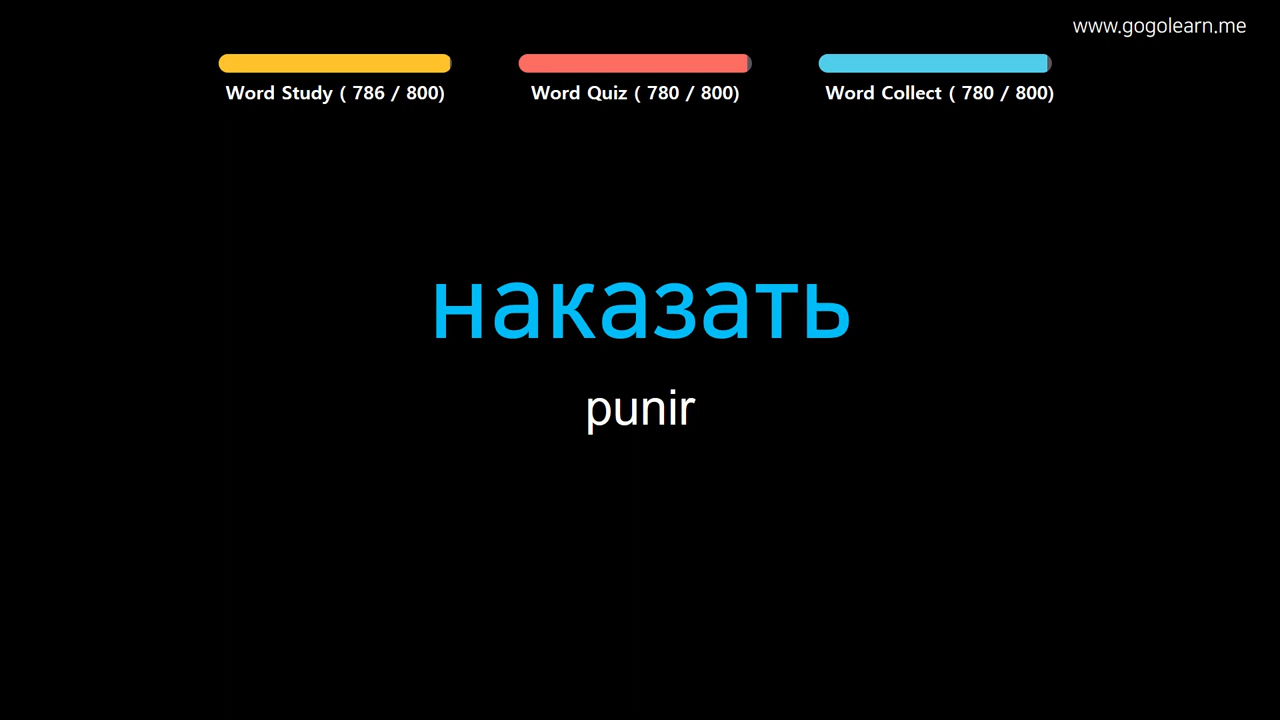 www.gogolearn.me
Word Study ( 786 / 800)
Word Quiz ( 780 / 800)
Word Collect ( 780 / 800)
наказать
punir